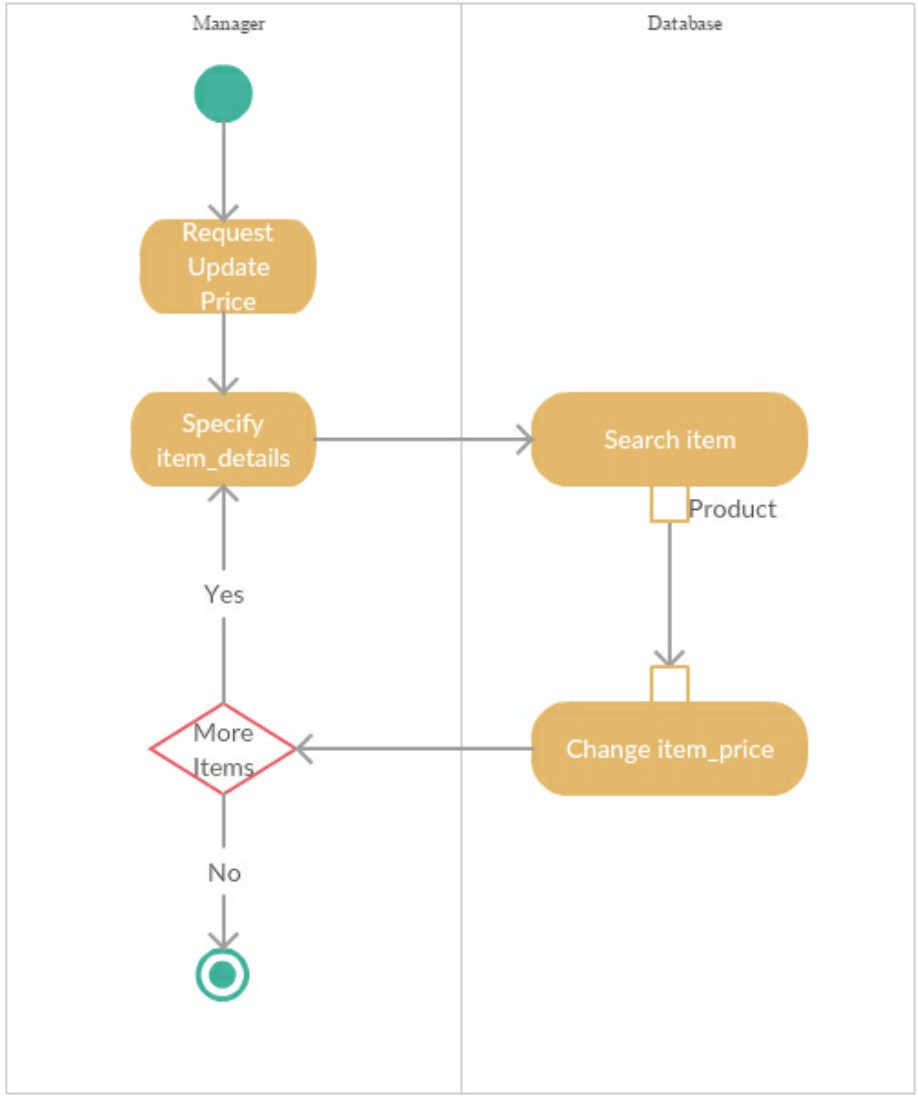 Manager
Database
Request
Update
Price
Specify
item_details
Search item
Product
Yes
More
Items
Change item_price
No